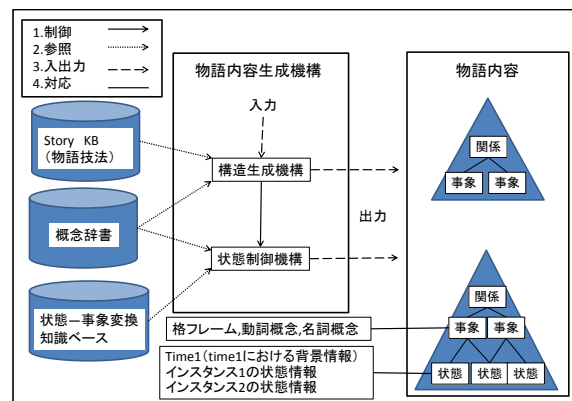 1.制御
2.参照
3.入出力
4.対応
Story KB
(物語技法)
概念辞書
状態―事象変換
知識ベース
物語内容生成機構
入力
構造生成機構
状態制御機構
出力
物語内容
関係
事象 事象
関係
事象 事象
状態 状態 状態
格フレーム,動詞概念,名詞概念
Time1(time1における背景情報)
インスタンス1の状態情報
インスタンス2の状態情報